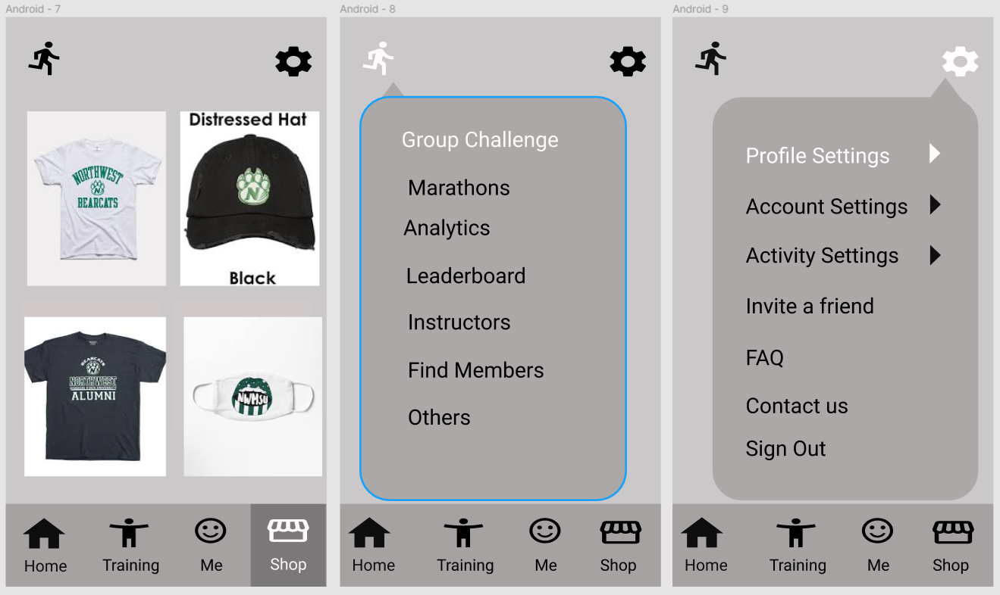 Android - 7
NORTHWEST
BEARCATS
Distressed Hat
N
Black
BEARCATS
NORTHWEST
ALUMNI
NWMSU
Home
Training
Me
Shop
Android - 8
Group Challenge
Marathons
Analytics
Leaderboard
Instructors
Find Members
Others
Home
Training
Me
Shop
Android - 9
Profile Settings
Account Settings
Activity Settings
Invite a friend
FAQ
Contact us
Sign Out
Home
Training
Me
Shop